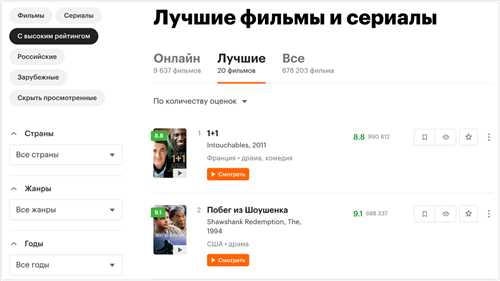 Фильмы Сериалы
С высоким рейтингом
Российские
Зарубежные
Скрыть просмотренные
Страны
Все страны
Жанры
Все жанры
Годы
Все годы
Лучшие фильмы и сериалы
Онлайн Лучшие Все
9 637 фильмов 20 фильмов 678 203 фильма
По количеству оценок
8.8 1 1+1 8.8 990 812
Intouchables, 2011
1+1
Франция • драма, комедия
Смотреть
9.1 2 Побег из Шоушенка 9.1
Shawshank Redemption, The,
1994
США • драма
Смотреть